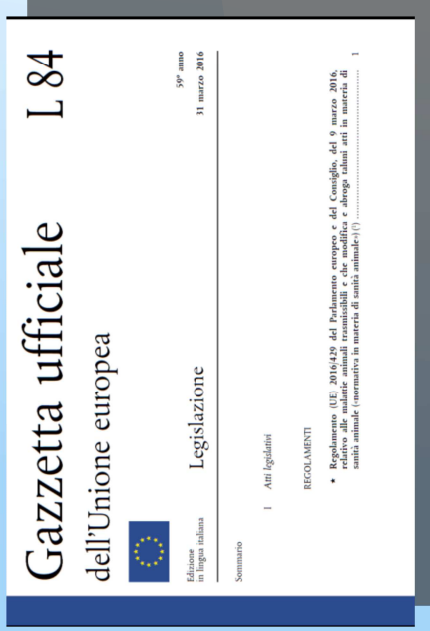 Gazzetta ufficiale L 84
dell'Unione europea
59° anno
Edizione
in lingua italiana
Legislazione
31 marzo 2016
Sommario
I Atti legislativi
REGOLAMENTI
★ Regolamento (UE) 2016/429 del Parlamento europeo e del Consiglio, del 9 marzo 2016,
relativo alle malattie animali trasmissibili e che modifica e abroga taluni atti in materia di
sanità animale («normativa in materia di sanità animale») (¹) ........................ 1